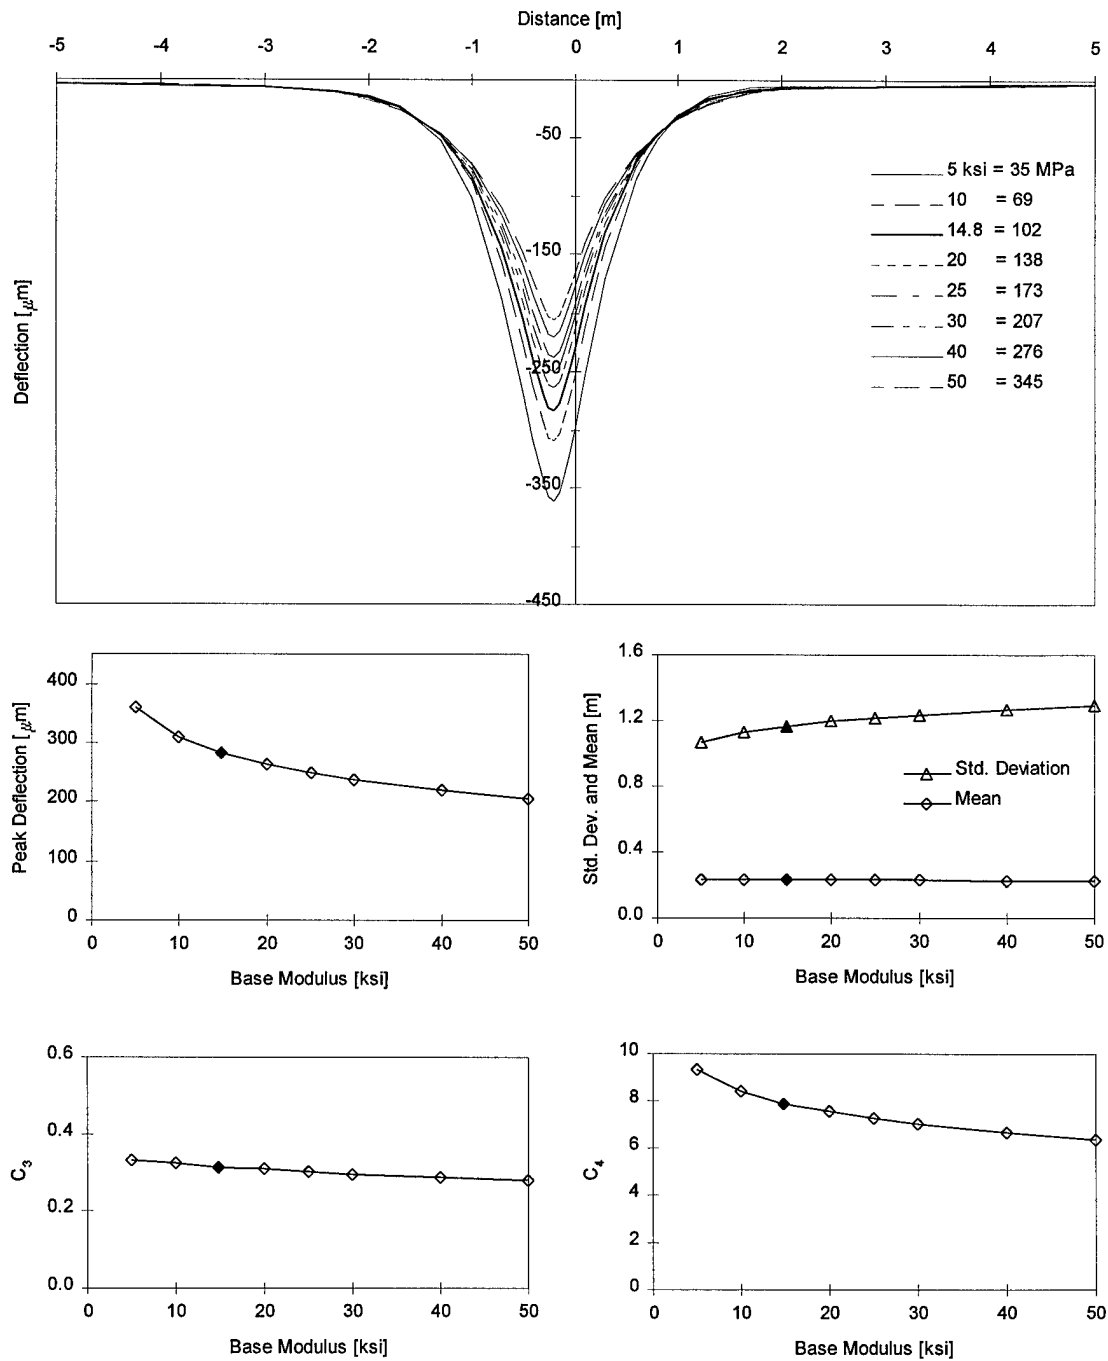 Distance [m]
-5 -4 -3 -2 -1 0 1 2 3 4 5
-50
-150
-250
-350
-450
Deflection [μm]
5 ksi = 35 MPa
10 = 69
14.8 = 102
20 = 138
25 = 173
30 = 207
40 = 276
50 = 345
Peak Deflection [μm]
400
300
200
100
0
0 10 20 30 40 50
Base Modulus [ksi]
Std. Dev. and Mean [m]
1.6
1.2
0.8
0.4
0.0
Std. Deviation
Mean
0 10 20 30 40 50
Base Modulus [ksi]
C3
0.6
0.4
0.2
0.0
0 10 20 30 40 50
Base Modulus [ksi]
C4
10
8
6
4
2
0
0 10 20 30 40 50
Base Modulus [ksi]